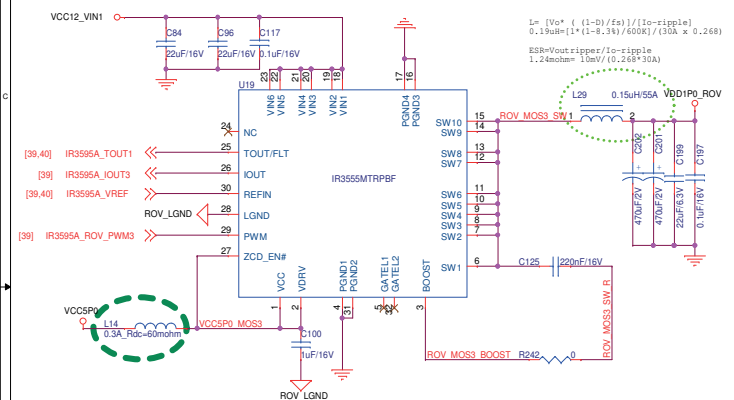 VCC12_VIN1
C84
22uF/16V
C96
22uF/16V
C117
0.1uF/16V
L= [Vo* ( (1-D)/fs)]/[Io-ripple]
0.19uH=[1*(1-8.3%)/600K]/(30A x 0.268)
ESR=Voutripper/Io-ripple
1.24mohm= 10mV/(0.268*30A)
C
U19
23
22
21
20
19
18
17
16
VIN6
VIN5
VIN4
VIN3
VIN2
VIN1
PGND4
PGND3
24
NC
25
TOUT/FLT
26
IOUT
30
REFIN
28
LGND
29
PWM
27
ZCD_EN#
IR3555MTRPBF
SW10
15
SW9
14
SW8
13
SW7
12
SW6
11
SW5
10
SW4
9
SW3
8
SW2
7
SW1
6
[39,40] IR3595A_TOUT1
[39] IR3595A_IOUT3
[39,40] IR3595A_VREF
ROV_LGND
[39] IR3595A_ROV_PWM3
ROV_MOS3_SW
L29
0.15uH/55A
1
2
VDD1P0_ROV
C202
470uF/2V
+
C201
470uF/2V
+
C199
22uF/6.3V
C197
0.1uF/16V
VCC
VDRV
PGND1
PGND2
GATEL1
GATEL2
BOOST
1
2
4
31
5
3
C125
220nF/16V
VCC5P0
L14
0.3A_Rdc=60mohm
VCC5P0_MOS3
C100
1uF/16V
ROV_LGND
ROV_MOS3_BOOST
R242
0
ROV_MOS3_SW_R